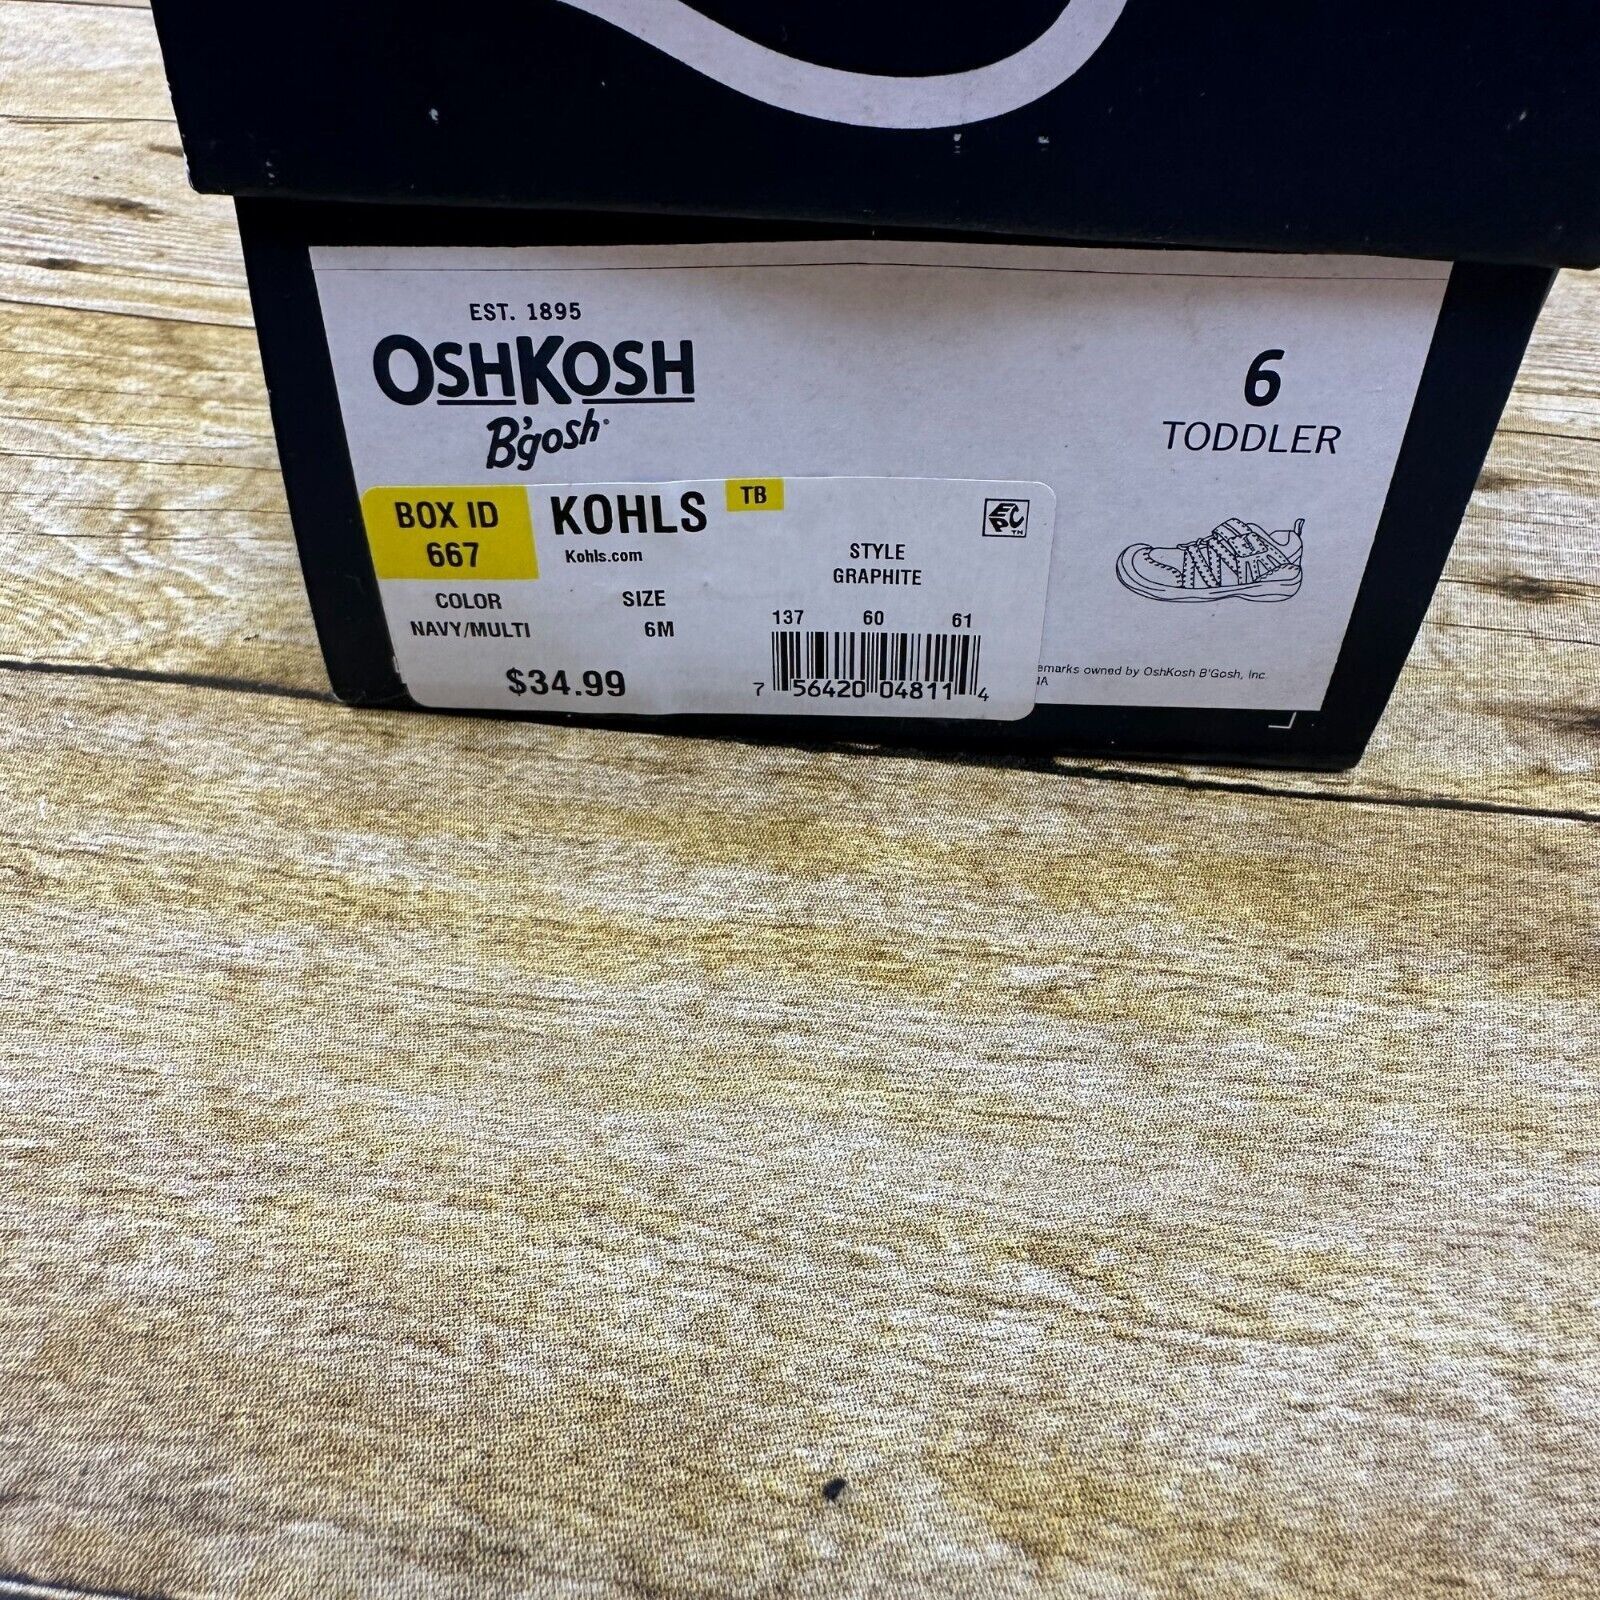 EST. 1895
OSHKOSH
B'gosh
6
TODDLER
BOX ID
667
KOHLS
TB
Kohls.com
STYLE
GRAPHITE
COLOR
NAVY/MULTI
SIZE
6M
137 60 61
$34.99
7 56420 04811 4
emarks owned by OshKosh B'Gosh, Inc.